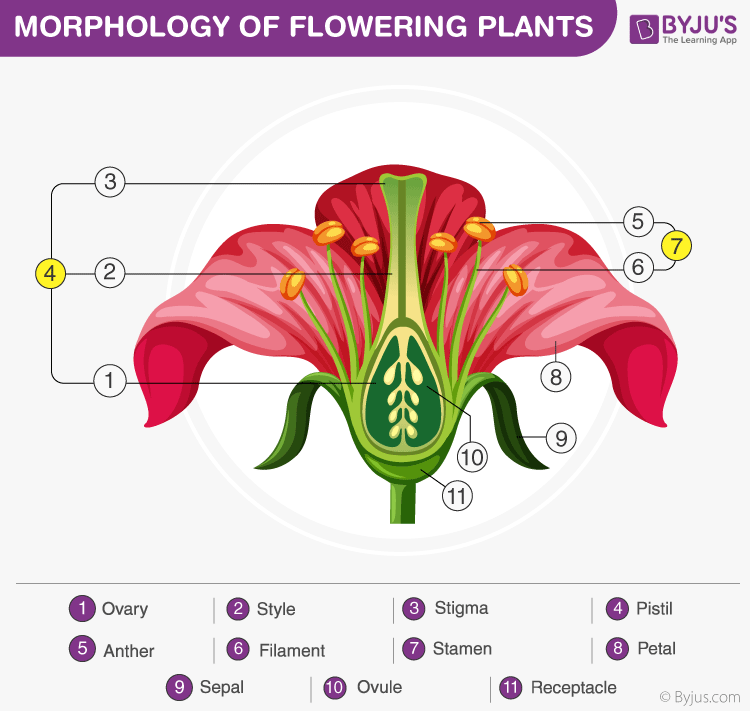 MORPHOLOGY OF FLOWERING PLANTS
BYJU'S
The Learning App
3
5
7
4
2
6
1
8
9
10
11
1 Ovary
2 Style
3 Stigma
4 Pistil
5 Anther
6 Filament
7 Stamen
8 Petal
9 Sepal
10 Ovule
11 Receptacle
© Byjus.com